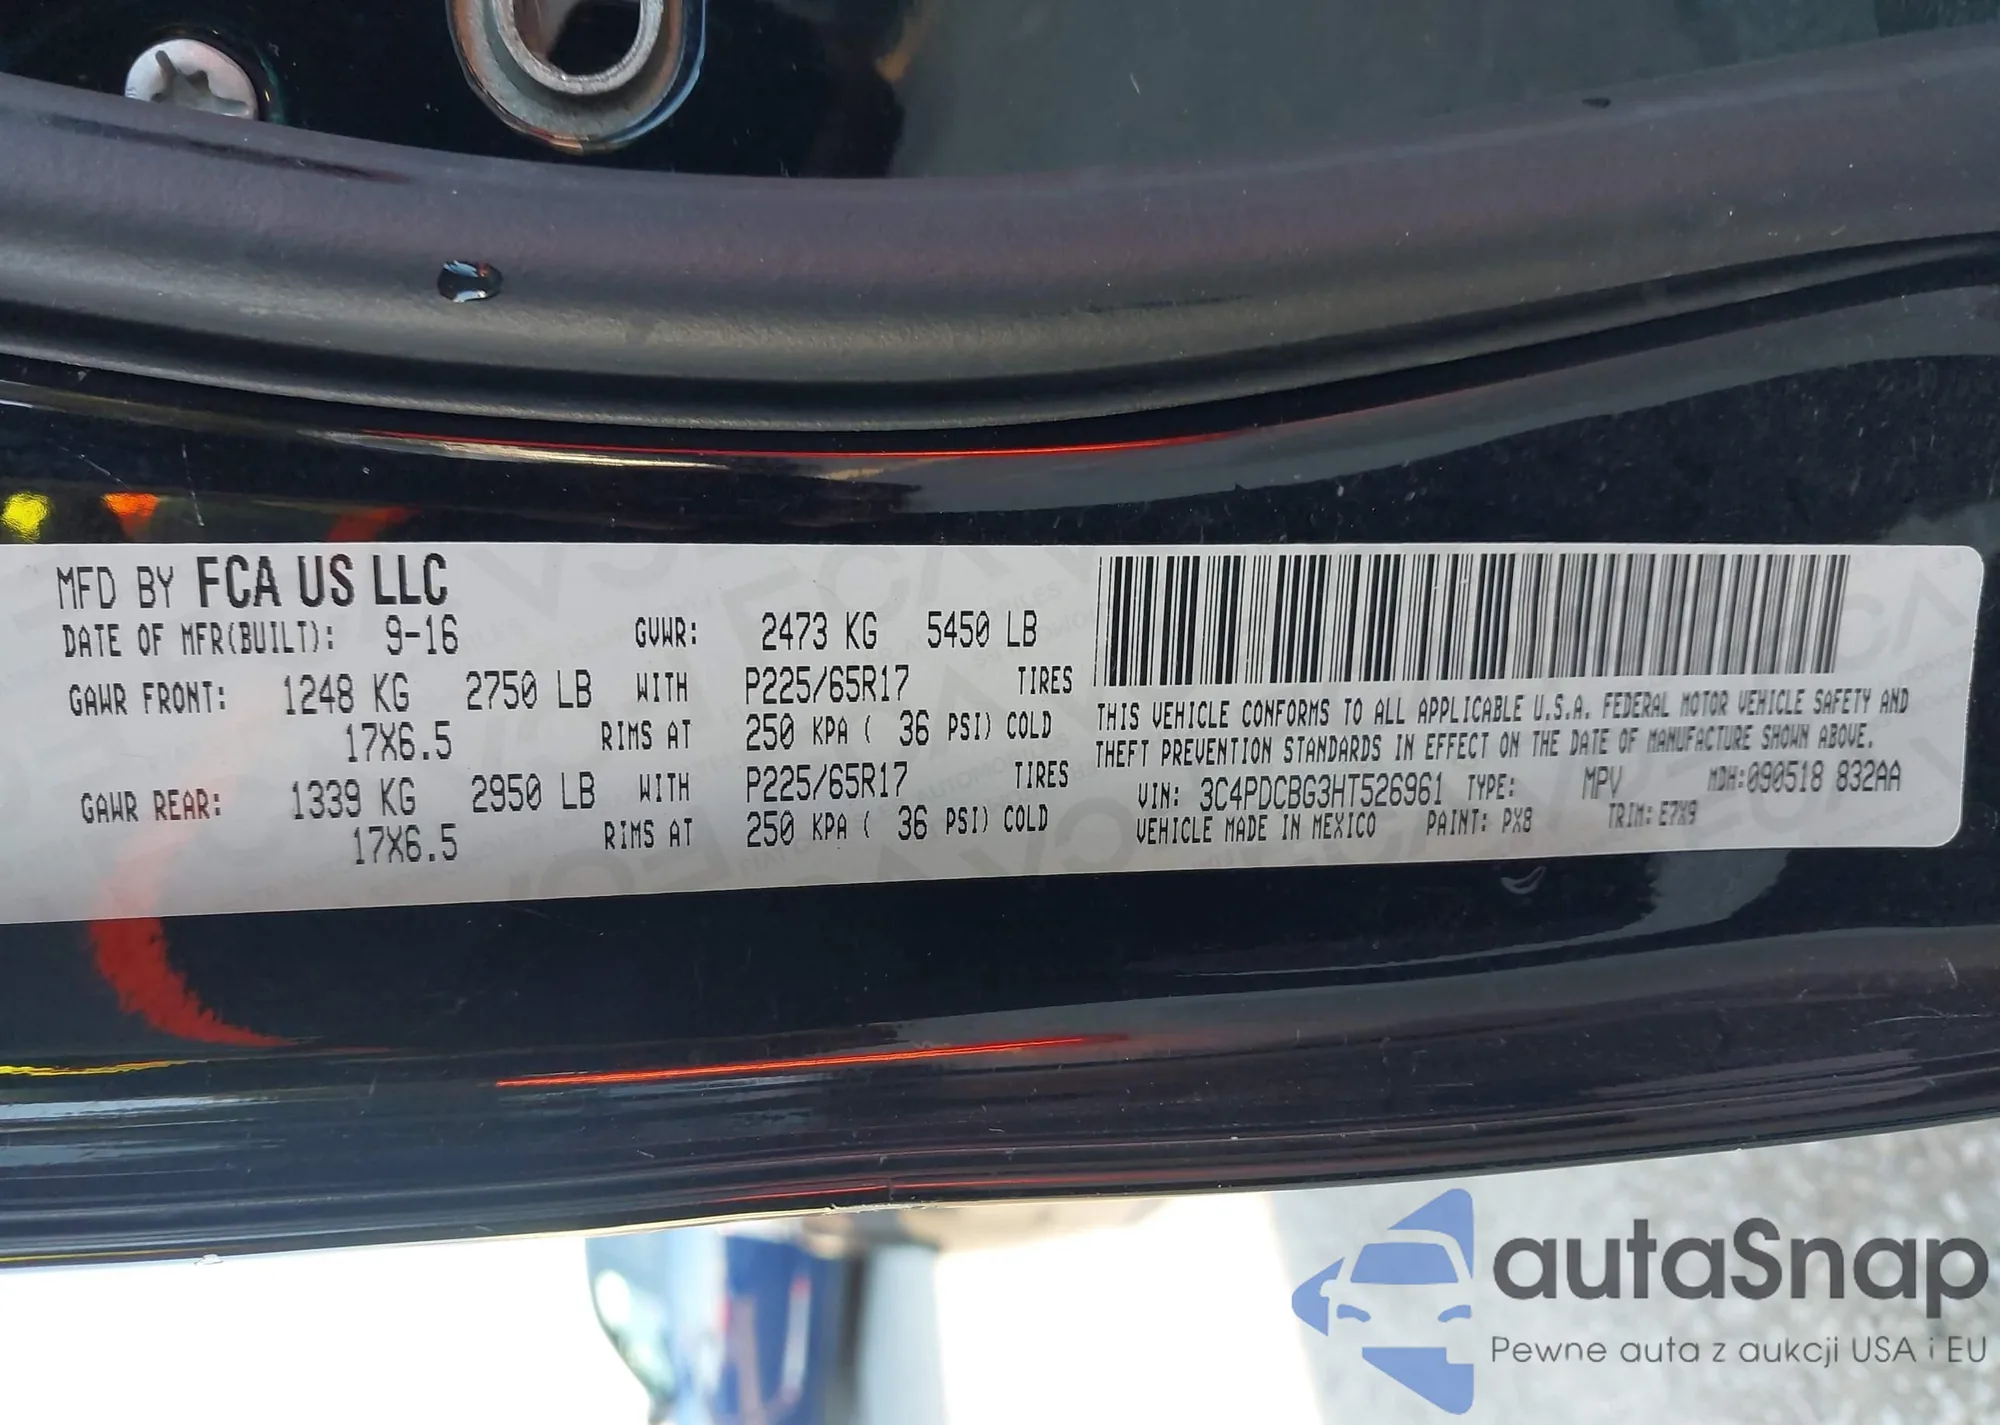 MFD BY FCA US LLC
DATE OF MFR(BUILT): 9-16 GVWR: 2473 KG 5450 LB
GAWR FRONT: 1248 KG 2750 LB WITH P225/65R17 TIRES
17X6.5 RIMS AT 250 KPA ( 36 PSI) COLD
GAWR REAR: 1339 KG 2950 LB WITH P225/65R17 TIRES
17X6.5 RIMS AT 250 KPA ( 36 PSI) COLD
THIS VEHICLE CONFORMS TO ALL APPLICABLE U.S.A. FEDERAL MOTOR VEHICLE SAFETY AND
THEFT PREVENTION STANDARDS IN EFFECT ON THE DATE OF MANUFACTURE SHOWN ABOVE.
VIN: 3C4PDCBG3HT526961 TYPE: MPV MDH:090518 832AA
VEHICLE MADE IN MEXICO PAINT: PX8 TRIM: E7X9
autaSnap
Pewne auta z aukcji USA i EU